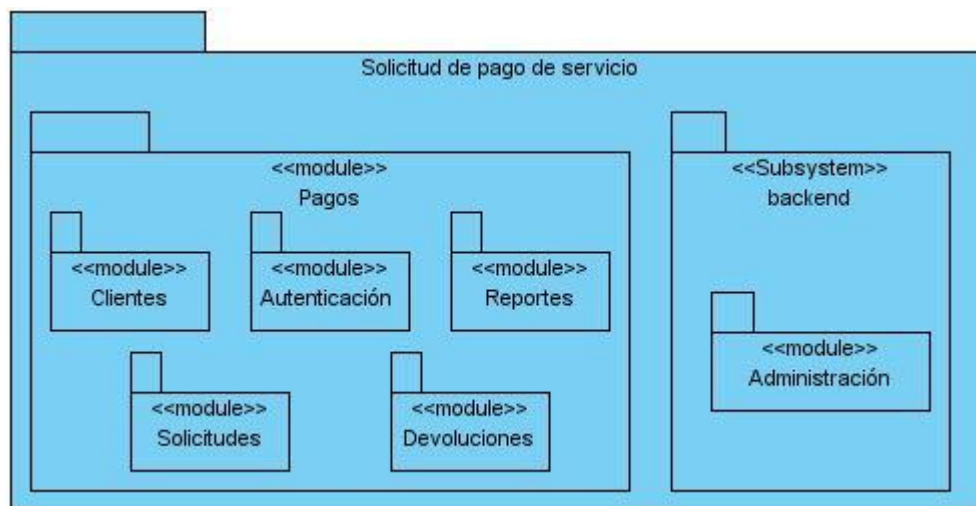 Solicitud de pago de servicio
<<module>>
Pagos
<<module>>
Clientes
<<module>>
Autenticación
<<module>>
Reportes
<<module>>
Solicitudes
<<module>>
Devoluciones
<<Subsystem>>
backend
<<module>>
Administración